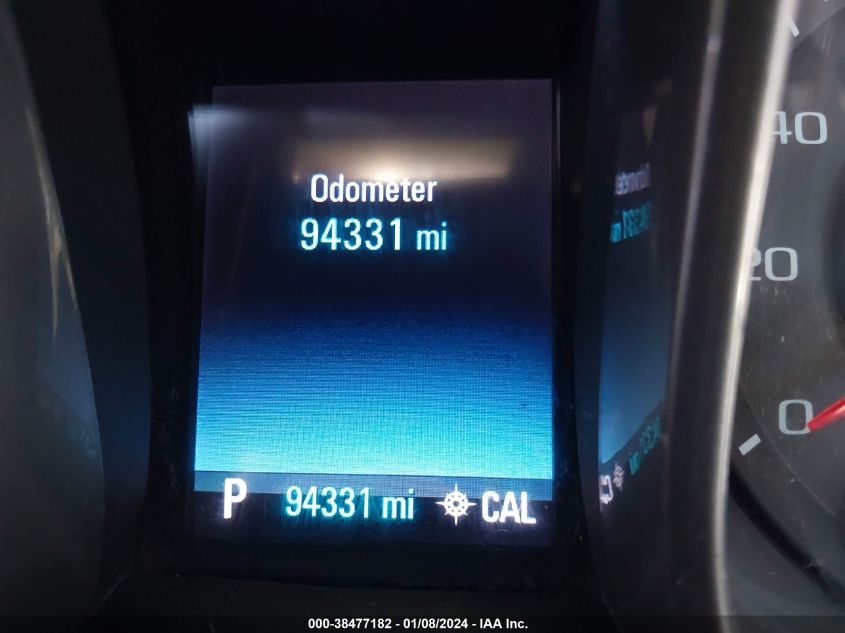 Odometer
94331 mi
P 94331 mi CAL
40
20
0
000-38477182 - 01/08/2024 - IAA Inc.